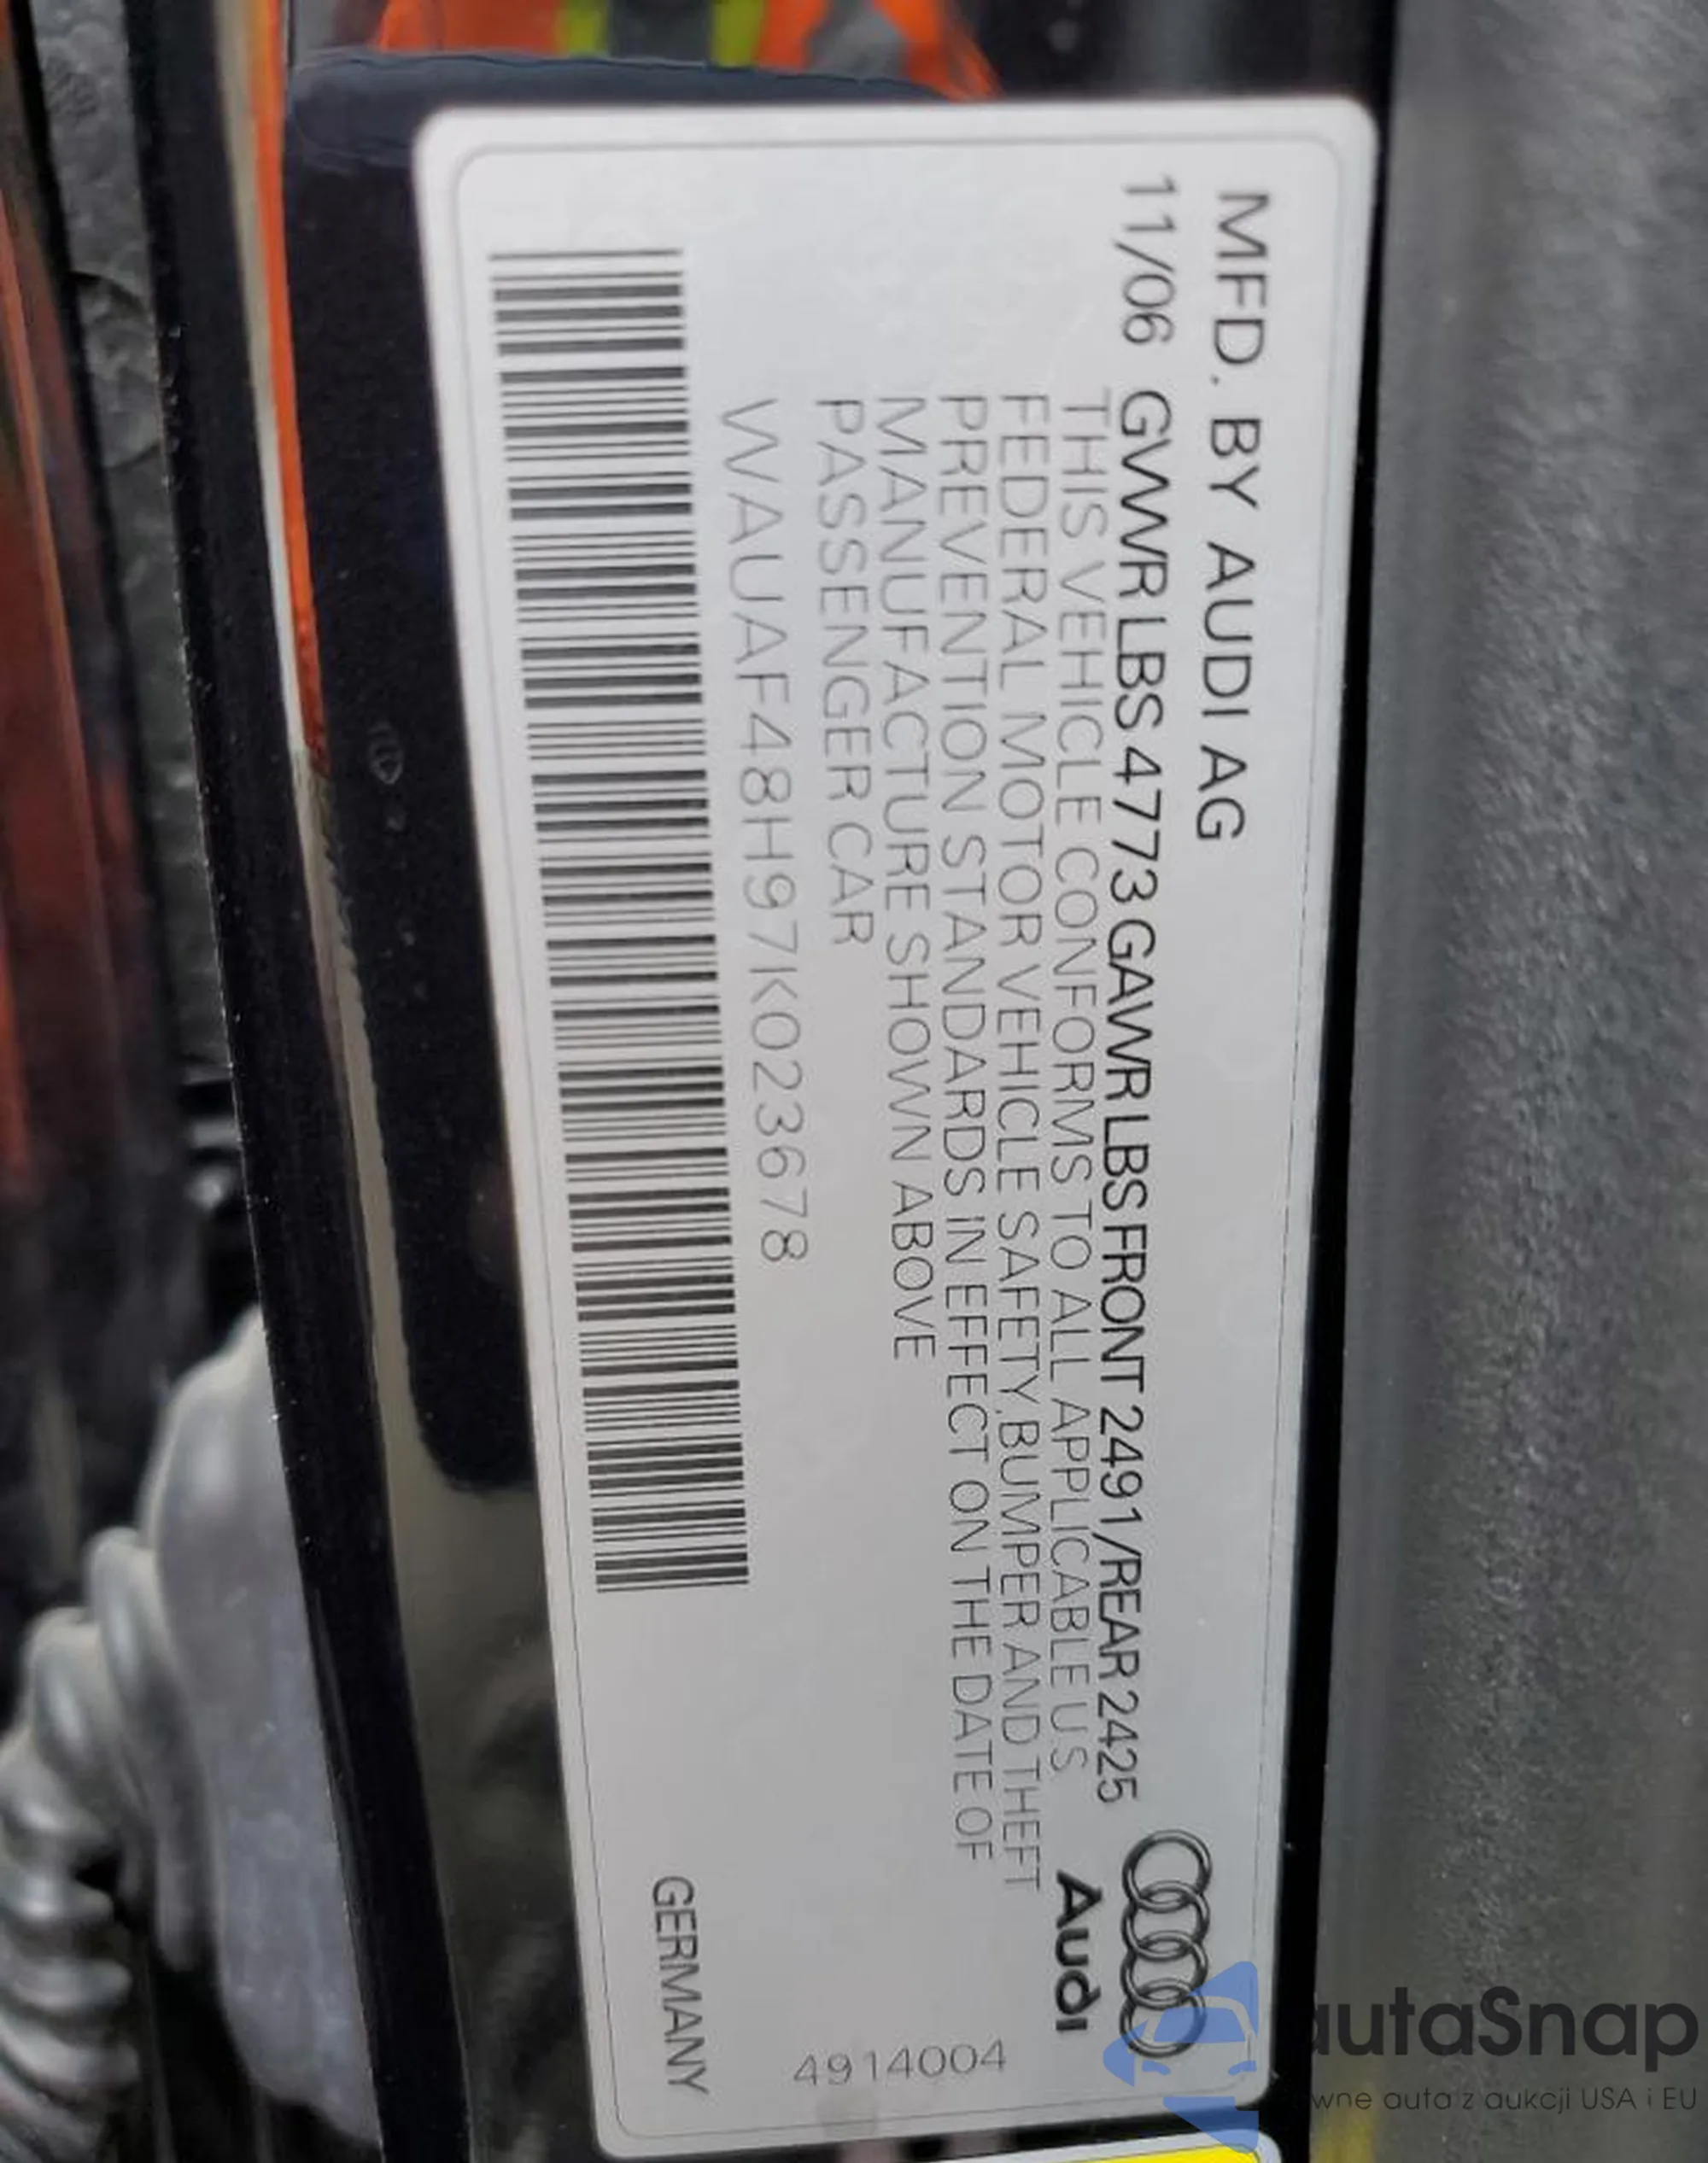 MFD. BY AUDI AG
11/06 GVWR LBS 4773 GAWR LBS FRONT 2491/REAR 2425
THIS VEHICLE CONFORMS TO ALL APPLICABLE U S
FEDERAL MOTOR VEHICLE SAFETY,BUMPER AND THEFT
PREVENTION STANDARDS IN EFFECT ON THE DATE OF
MANUFACTURE SHOWN ABOVE
PASSENGER CAR
WAUAF48H97K023678
Audi
4914004
GERMANY
autaSnap
wne auta z aukcji USA i EU